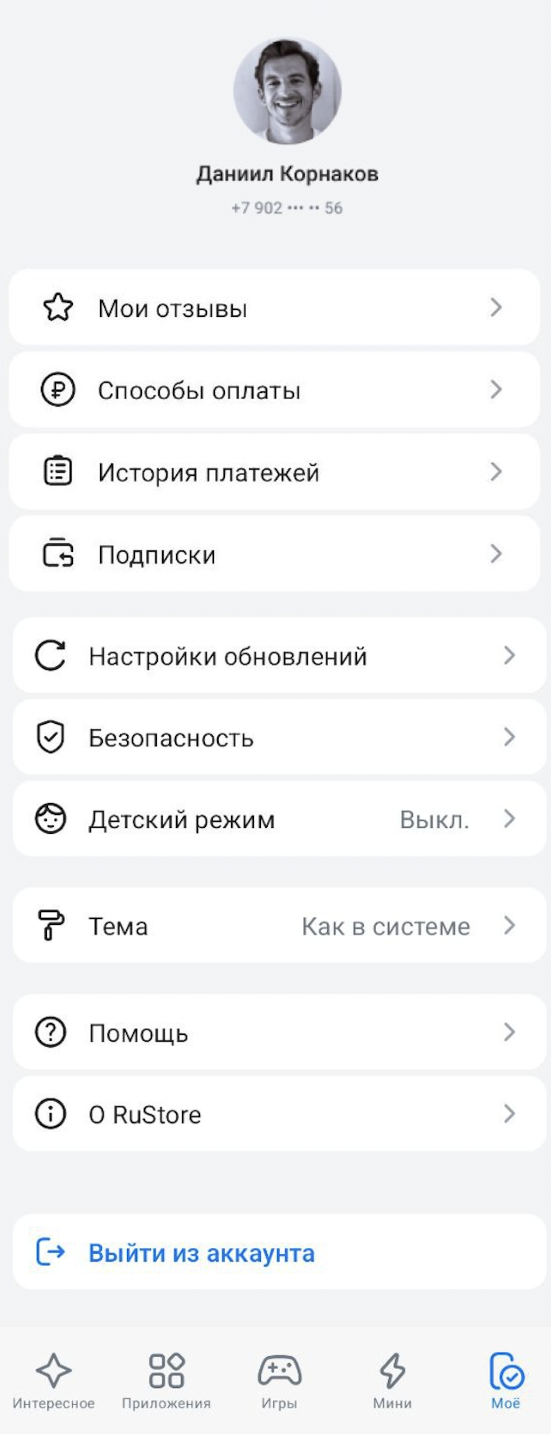 Даниил Корнаков
+7 902 ••• •• 56
Мои отзывы
Способы оплаты
История платежей
Подписки
Настройки обновлений
Безопасность
Детский режим Выкл.
Тема Как в системе
Помощь
О RuStore
Выйти из аккаунта
Интересное Приложения Игры Мини Моё